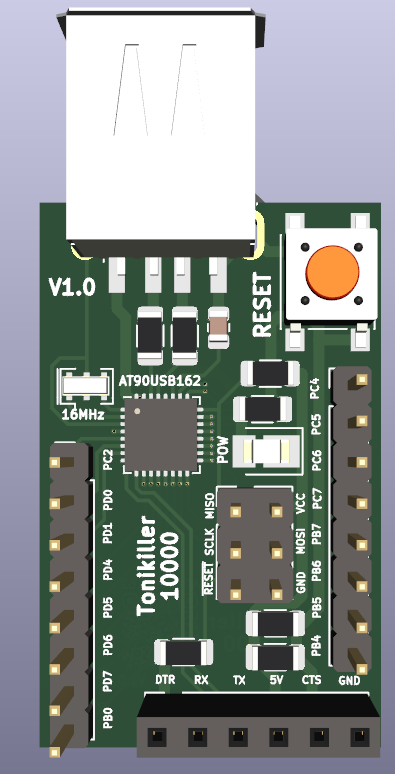 V1.0
RESET
AT90USB162
16MHz
POW
PC4
PC5
PC6
PC7
PB7
PB6
PB5
PB4
PC2
PD0
PD1
PD4
PD5
PD6
PD7
PB0
MISO
SCLK
RESET
VCC
MOSI
GND
Tonikiller
10000
DTR RX TX 5V CTS GND